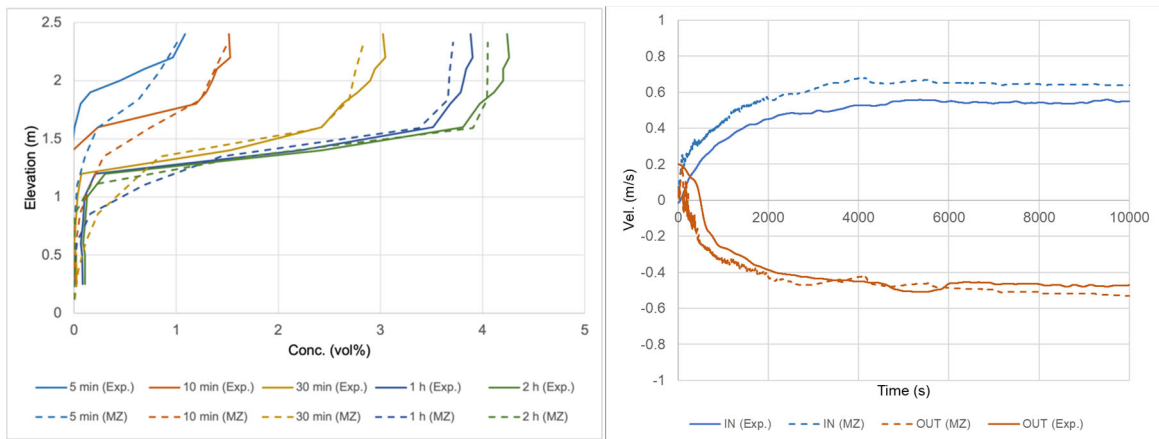 2.5
2
1.5
1
0.5
0
Elevation (m)
0 1 2 3 4 5
Conc. (vol%)
5 min (Exp.) 10 min (Exp.) 30 min (Exp.) 1 h (Exp.) 2 h (Exp.)
5 min (MZ) 10 min (MZ) 30 min (MZ) 1 h (MZ) 2 h (MZ)
1
0.8
0.6
0.4
0.2
0
-0.2
-0.4
-0.6
-0.8
-1
Vel. (m/s)
0 2000 4000 6000 8000 10000
Time (s)
IN (Exp.) IN (MZ) OUT (MZ) OUT (Exp.)